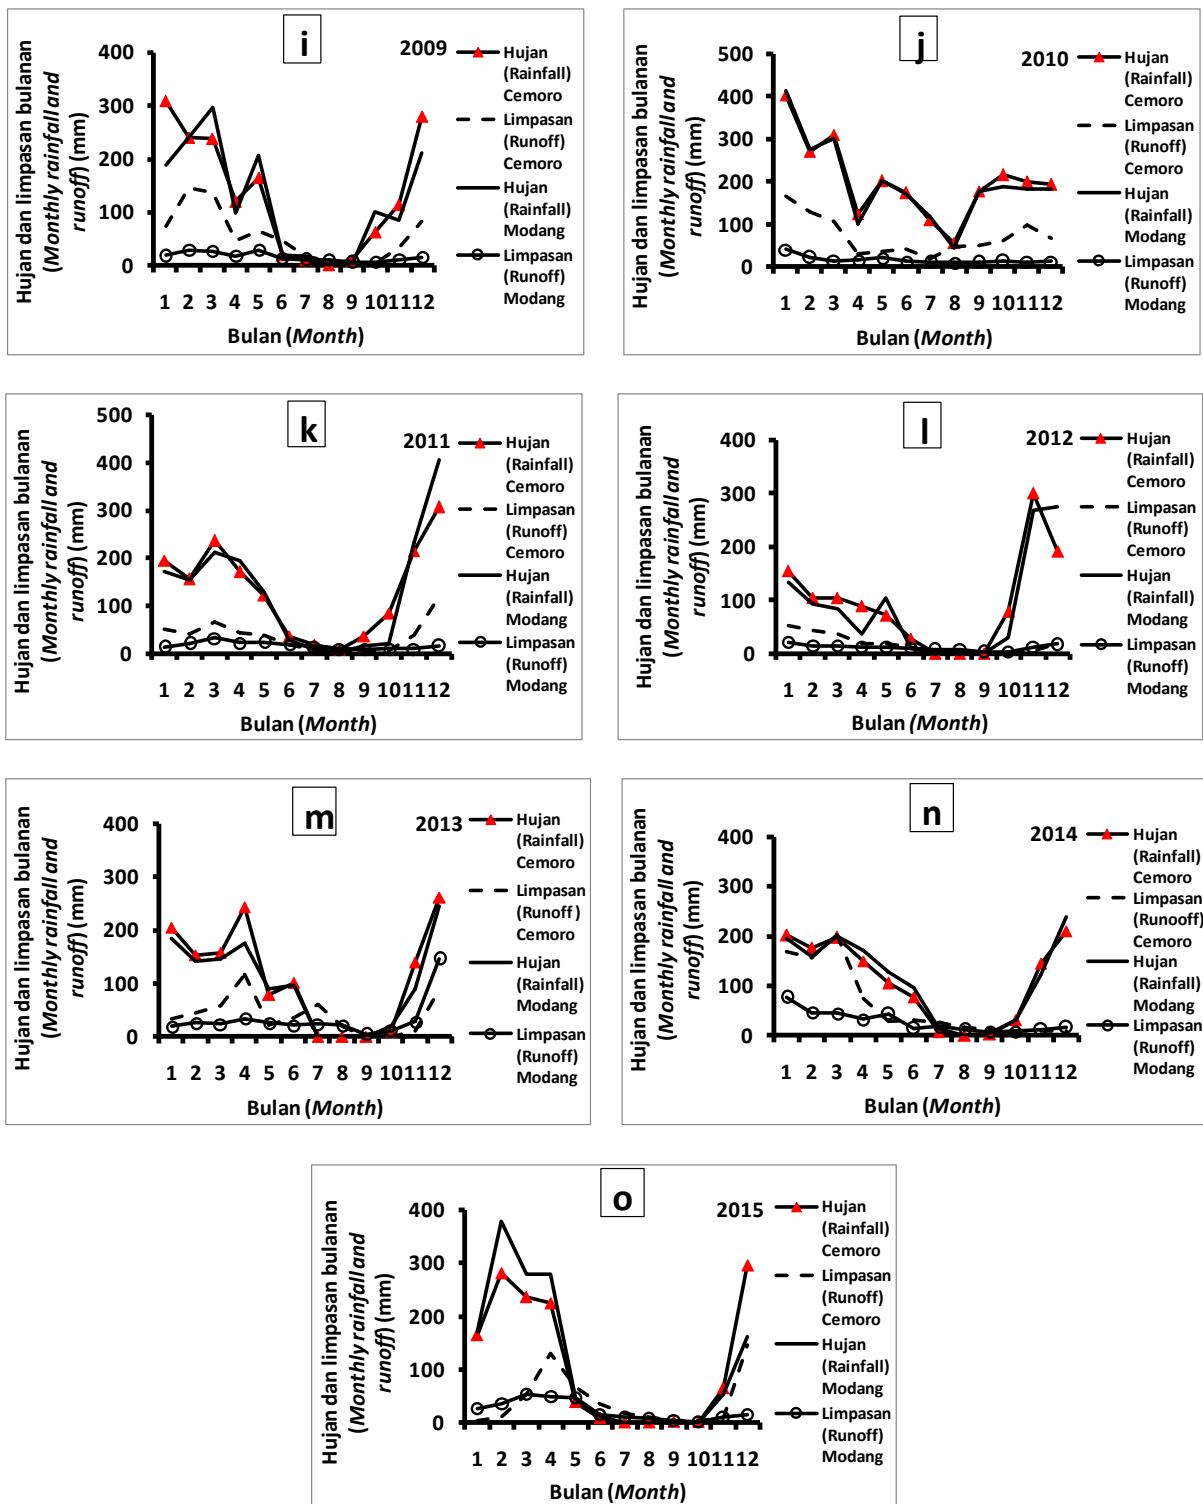 i
2009
Hujan dan limpasan bulanan
(Monthly rainfall and
runoff) (mm)
400
300
200
100
0
1 2 3 4 5 6 7 8 9 10 11 12
Bulan (Month)
Hujan
(Rainfall)
Cemoro
Limpasan
(Runoff)
Cemoro
Hujan
(Rainfall)
Modang
Limpasan
(Runoff)
Modang
j
2010
Hujan dan limpasan bulanan
(Monthly rainfall and
runoff) (mm)
500
400
300
200
100
0
1 2 3 4 5 6 7 8 9 10 11 12
Bulan (Month)
Hujan
(Rainfall)
Cemoro
Limpasan
(Runoff)
Cemoro
Hujan
(Rainfall)
Modang
Limpasan
(Runoff)
Modang
k
2011
Hujan dan limpasan bulanan
(Monthly rainfall and
runoff) (mm)
500
400
300
200
100
0
1 2 3 4 5 6 7 8 9 10 11 12
Bulan (Month)
Hujan
(Rainfall)
Cemoro
Limpasan
(Runoff)
Cemoro
Hujan
(Rainfall)
Modang
Limpasan
(Runoff)
Modang
l
2012
Hujan dan limpasan bulanan
(Monthly rainfall and
runoff) (mm)
400
300
200
100
0
1 2 3 4 5 6 7 8 9 10 11 12
Bulan (Month)
Hujan
(Rainfall)
Cemoro
Limpasan
(Runoff)
Cemoro
Hujan
(Rainfall)
Modang
Limpasan
(Runoff)
Modang
m
2013
Hujan dan limpasan bulanan
(Monthly rainfall and
runoff) (mm)
400
300
200
100
0
1 2 3 4 5 6 7 8 9 10 11 12
Bulan (Month)
Hujan
(Rainfall)
Cemoro
Limpasan
(Runoff)
Cemoro
Hujan
(Rainfall)
Modang
Limpasan
(Runoff)
Modang
n
2014
Hujan dan limpasan bulanan
(Monthly rainfall and
runoff) (mm)
400
300
200
100
0
1 2 3 4 5 6 7 8 9 10 11 12
Bulan (Month)
Hujan
(Rainfall)
Cemoro
Limpasan
(Runooff)
Cemoro
Hujan
(Rainfall)
Modang
Limpasan
(Runoff)
Modang
o
2015
Hujan dan limpasan bulanan
(Monthly rainfall and
runoff) (mm)
400
300
200
100
0
1 2 3 4 5 6 7 8 9 10 11 12
Bulan (Month)
Hujan
(Rainfall)
Cemoro
Limpasan
(Runoff)
Cemoro
Hujan
(Rainfall)
Modang
Limpasan
(Runoff)
Modang